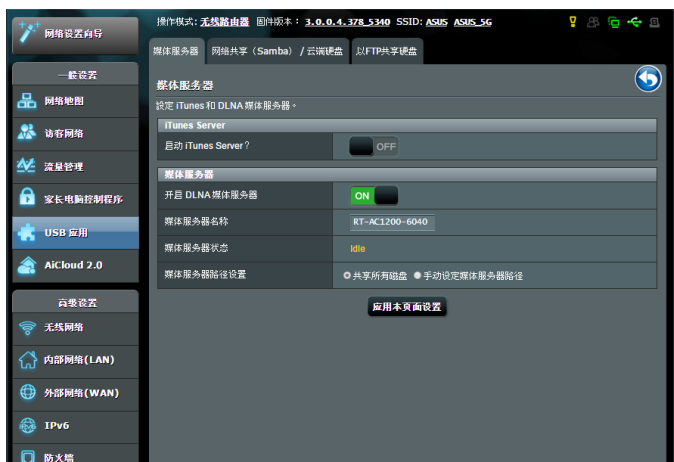 网络设置向导
操作模式: 无线路由器 固件版本： 3.0.0.4.378_5340 SSID: ASUS ASUS_5G
媒体服务器 网络共享（Samba）/ 云端硬盘 以FTP共享硬盘
一般设置
网络地图
访客网络
流量管理
家长电脑控制程序
USB 应用
AiCloud 2.0
高级设置
无线网络
内部网络(LAN)
外部网络(WAN)
IPv6
防火墙
媒体服务器
设定 iTunes 和 DLNA 媒体服务器。
iTunes Server
启动 iTunes Server？ OFF
媒体服务器
开启 DLNA 媒体服务器 ON
媒体服务器名称 RT-AC1200-6040
媒体服务器状态 Idle
媒体服务器路径设置 共享所有磁盘 手动设定媒体服务器路径
应用本页面设置